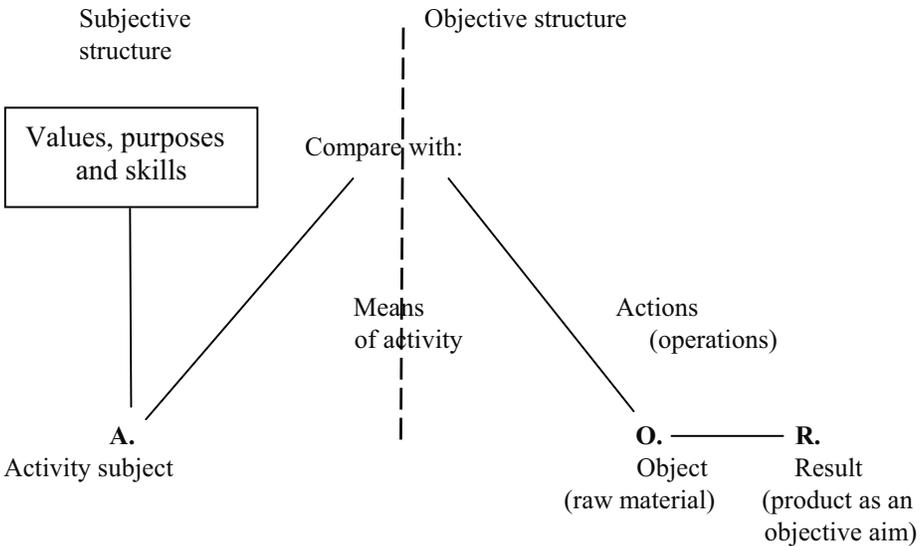 Subjective
structure
Objective structure
Values, purposes
and skills
Compare with:
Means
of activity
Actions
(operations)
A.
Activity subject
O.
Object
(raw material)
R.
Result
(product as an
objective aim)